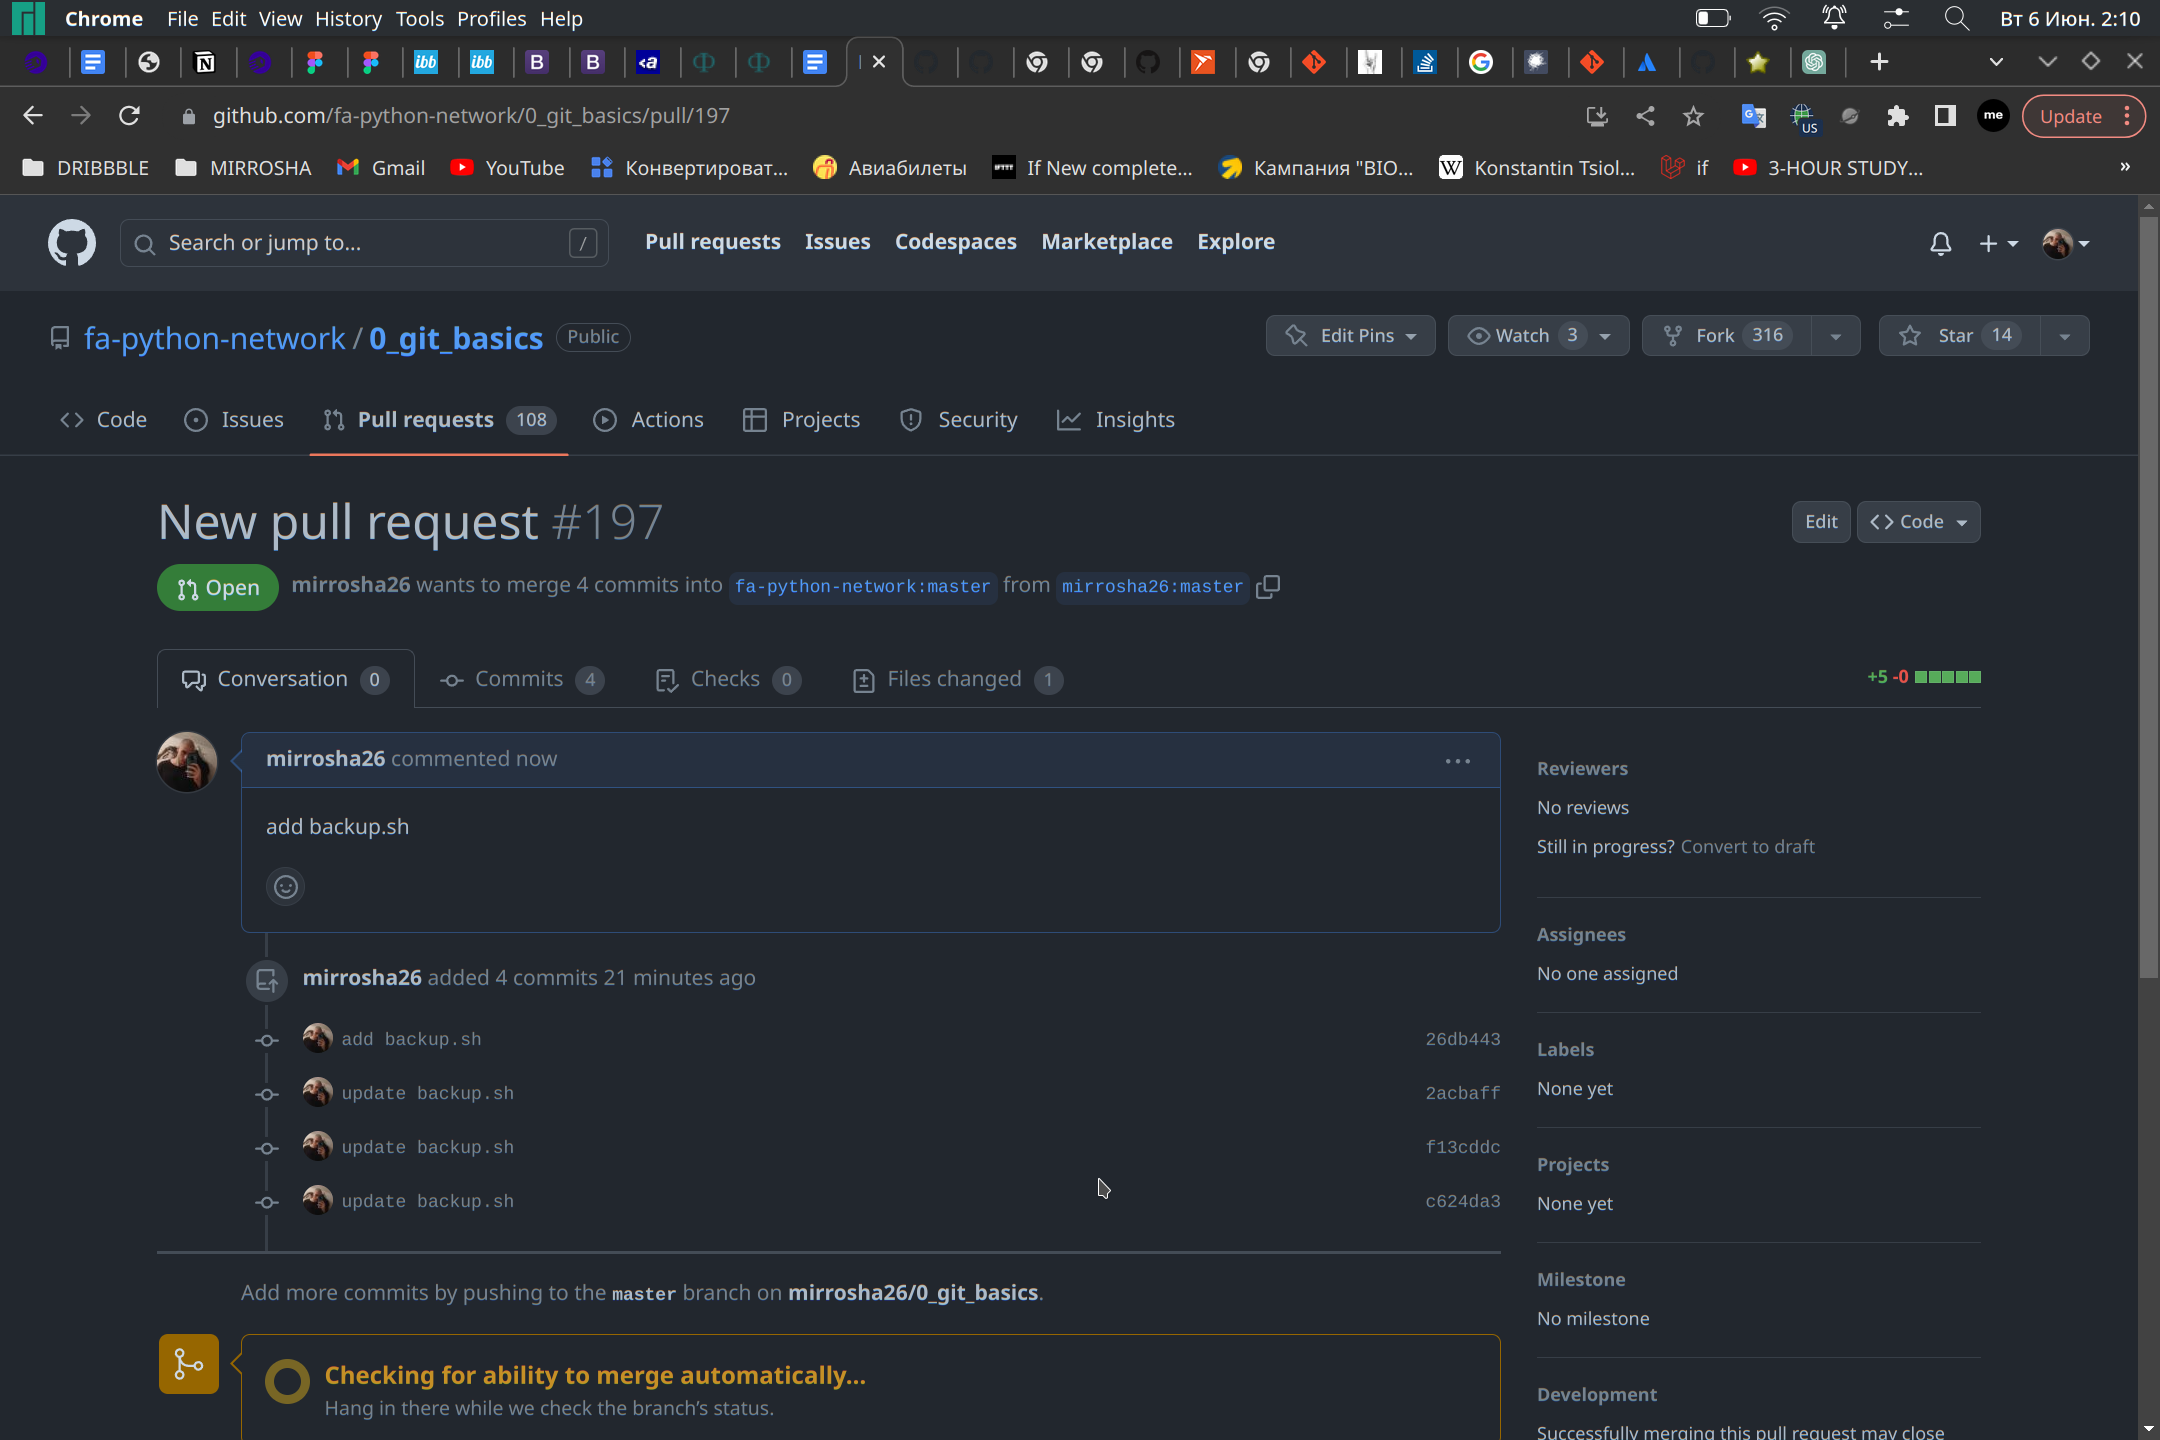 Chrome File Edit View History Tools Profiles Help Вт 6 Июн. 2:10
ibb ibb B B <a
github.com/fa-python-network/0_git_basics/pull/197 US me Update
DRIBBBLE MIRROSHA Gmail YouTube Конвертироват... Авиабилеты If New complete... Кампания "BIO... W Konstantin Tsiol... if 3-HOUR STUDY... »
Search or jump to... / Pull requests Issues Codespaces Marketplace Explore
fa-python-network / 0_git_basics Public Edit Pins Watch 3 Fork 316 Star 14
Code Issues Pull requests 108 Actions Projects Security Insights
New pull request #197 Edit <> Code
Open mirrosha26 wants to merge 4 commits into fa-python-network:master from mirrosha26:master
Conversation 0 Commits 4 Checks 0 Files changed 1 +5 -0
mirrosha26 commented now ...
add backup.sh
Reviewers
No reviews
Still in progress? Convert to draft
Assignees
No one assigned
mirrosha26 added 4 commits 21 minutes ago
add backup.sh 26db443
update backup.sh 2acbaff
update backup.sh f13cddc
update backup.sh c624da3
Labels
None yet
Projects
None yet
Milestone
No milestone
Add more commits by pushing to the master branch on mirrosha26/0_git_basics.
Checking for ability to merge automatically...
Hang in there while we check the branch's status.
Development
Successfully merging this pull request may close